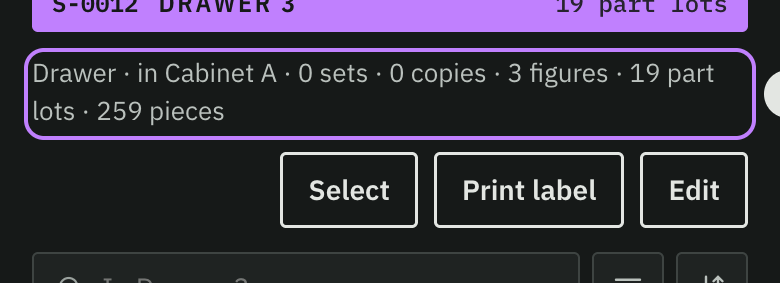 S-0012 DRAWER 3 19 part lots
Drawer · in Cabinet A · 0 sets · 0 copies · 3 figures · 19 part
lots · 259 pieces
Select Print label Edit